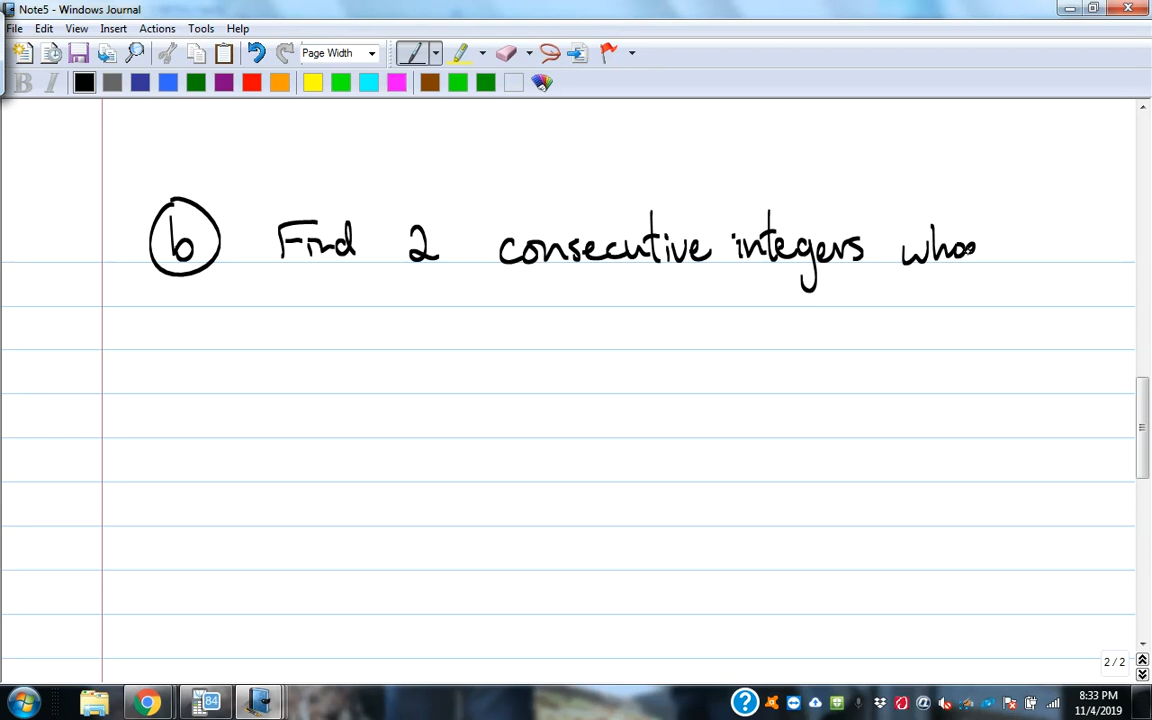 Note5 - Windows Journal
File Edit View Insert Actions Tools Help
Page Width
B I
b Find 2 consecutive integers whos
2 / 2
84
8:33 PM
11/4/2019